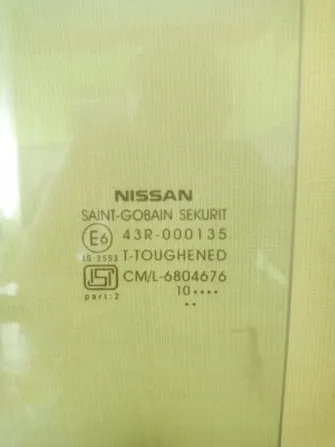 NISSAN
SAINT-GOBAIN SEKURIT
E6 43R-000135
IS:2553 T-TOUGHENED
ISI CM/L-6804676
part:2 10••••
••